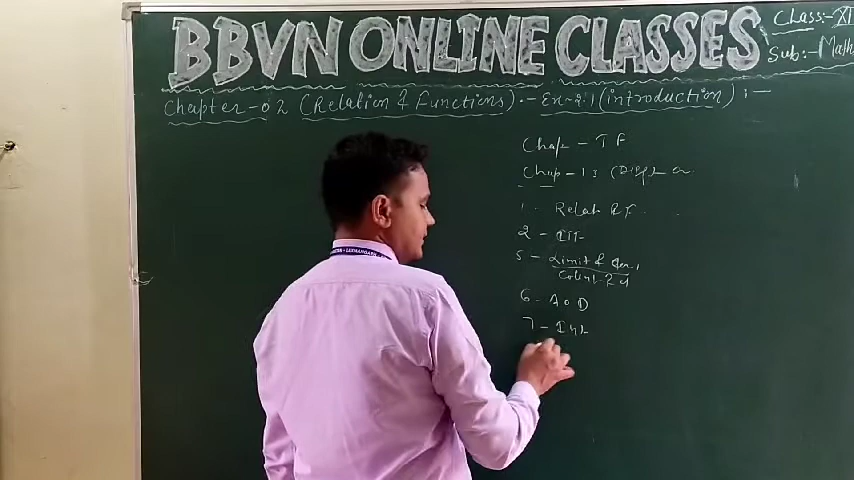 BBVN ONLINE CLASSES
Class:- XI
Sub:- Math
Chapter-02 (Relation & Functions).- Ex-2.1 (introduction) :-
Chap - TF
Chap - 13
1 - Relat RF.
2 - ITF
5 - Limit &
6 - AOD
7 - Int